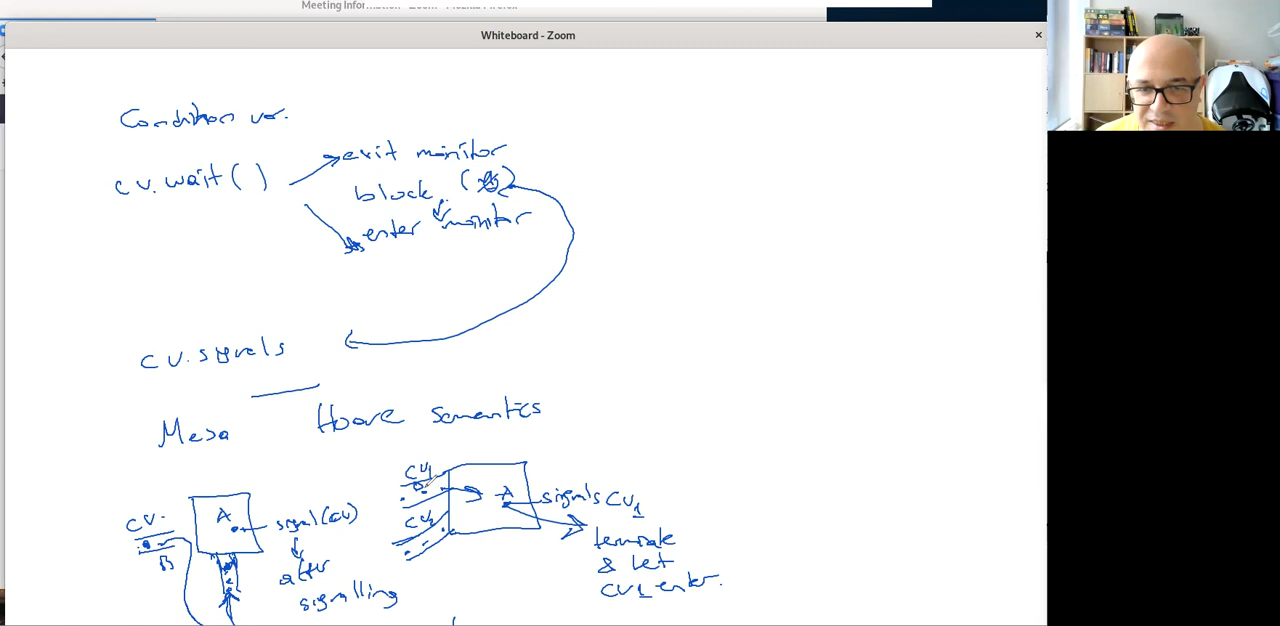 Meeting Information - Zoom - Mozilla Firefox
Whiteboard - Zoom
Condition var.
cv.wait( )
exit monitor
block
enter monitor
cv.signals
Mesa
Hoare semantics
CV
A
B
signal(CV)
after
signalling
CV1
B
CV2
A
signals CV1
terminate
& let
CV1 enter.